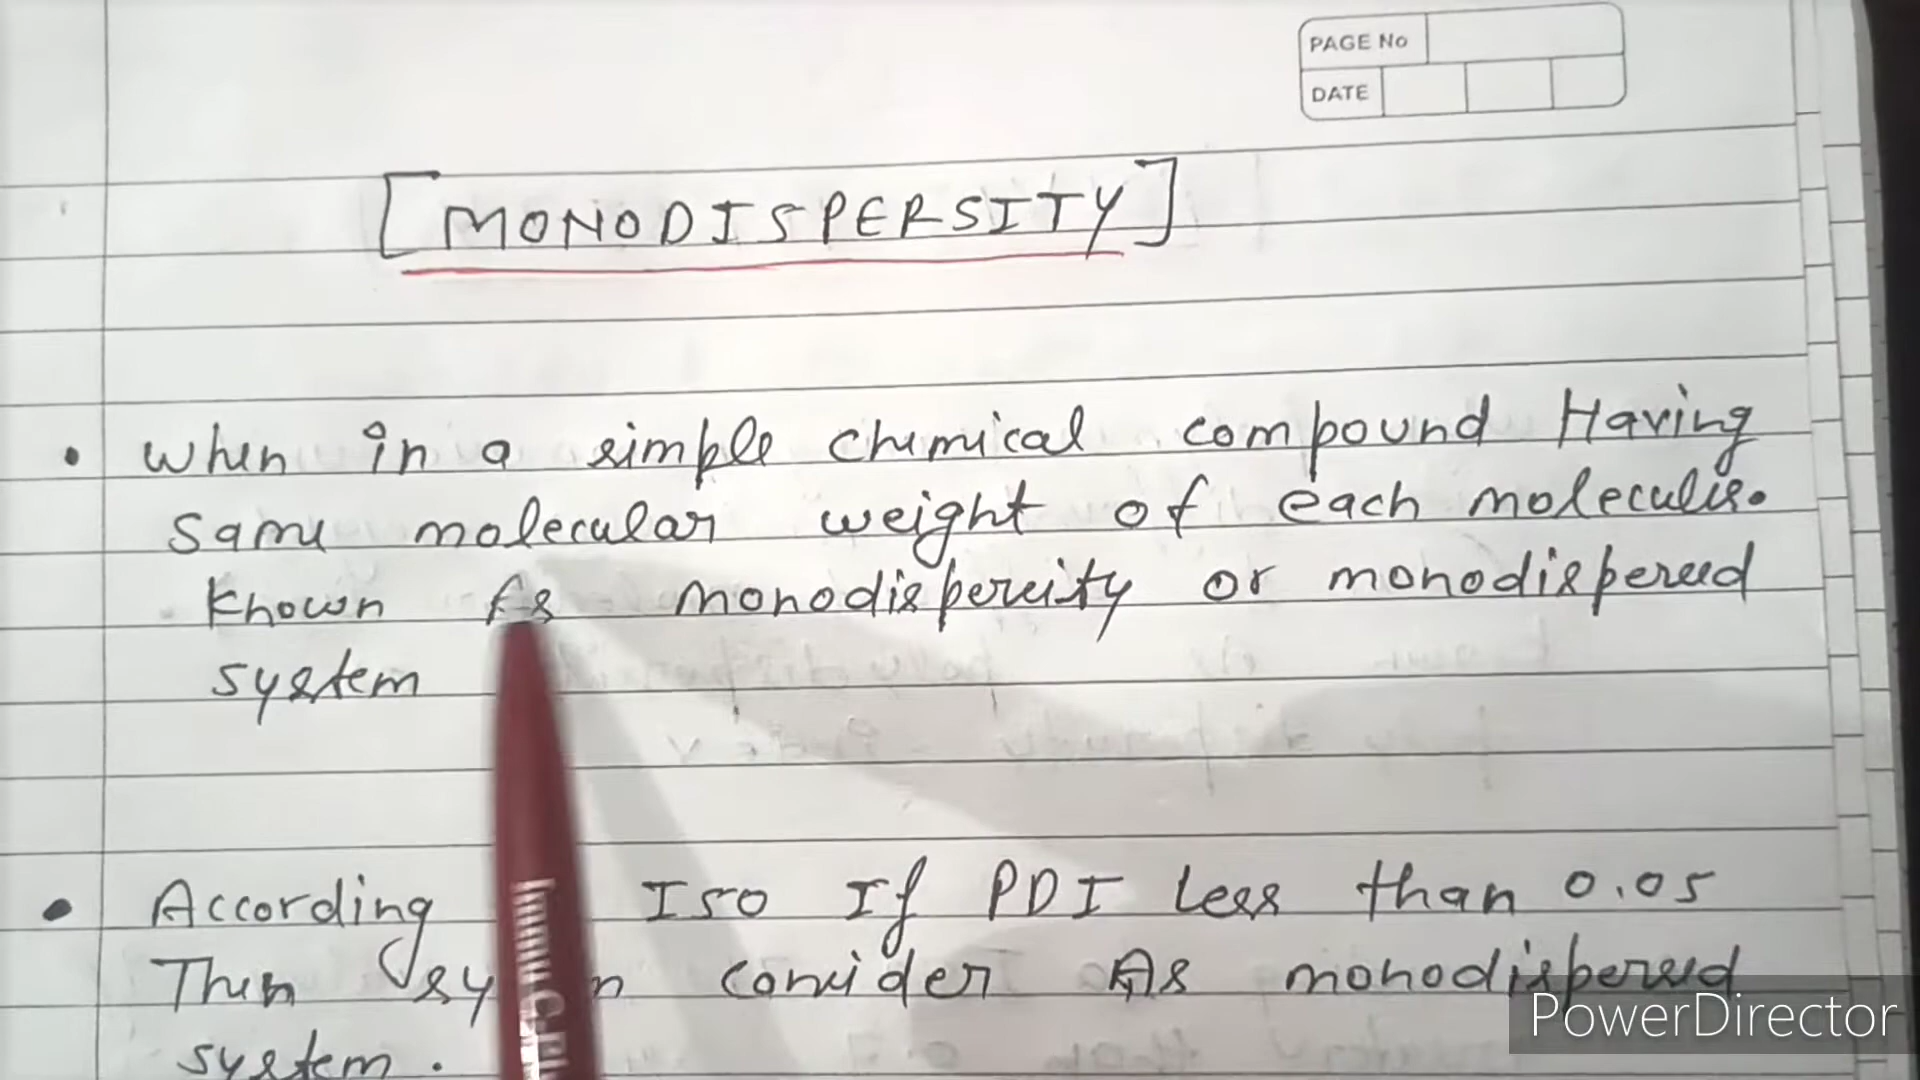 PAGE No
DATE
[MONODISPERSITY]
• When in a simple chemical compound Having
same molecular weight of each molecules.
Known As monodispersity or monodispersed
system
• According ISO If PDI Less than 0.05
Then consider As monodispersed
system.
PowerDirector